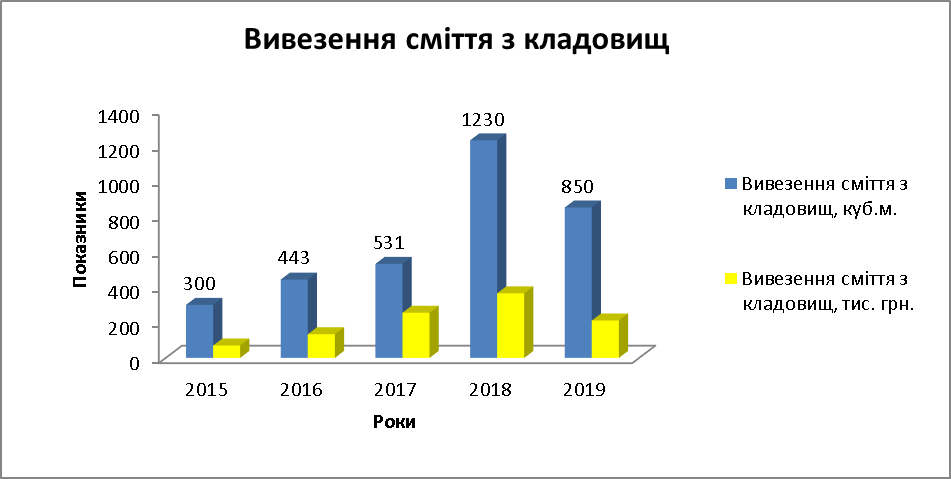 Вивезення сміття з кладовищ
Показники
1400
1200
1000
800
600
400
200
0
300
443
531
1230
850
2015
2016
2017
2018
2019
Роки
Вивезення сміття з
кладовищ, куб.м.
Вивезення сміття з
кладовищ, тис. грн.